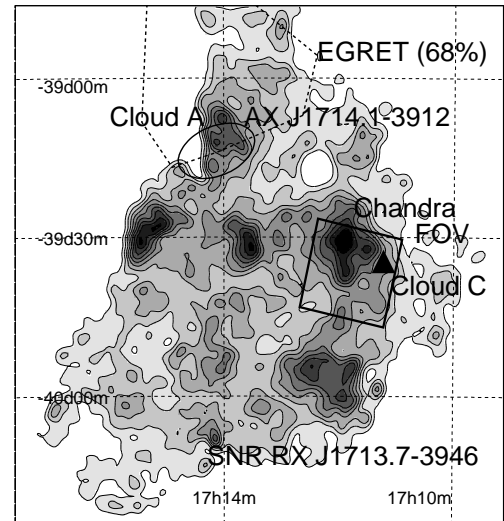 EGRET (68%)
-39d00m
Cloud A AX J1714.1-3912
Chandra
FOV
-39d30m
Cloud C
-40d00m
SNR RX J1713.7-3946
17h14m 17h10m